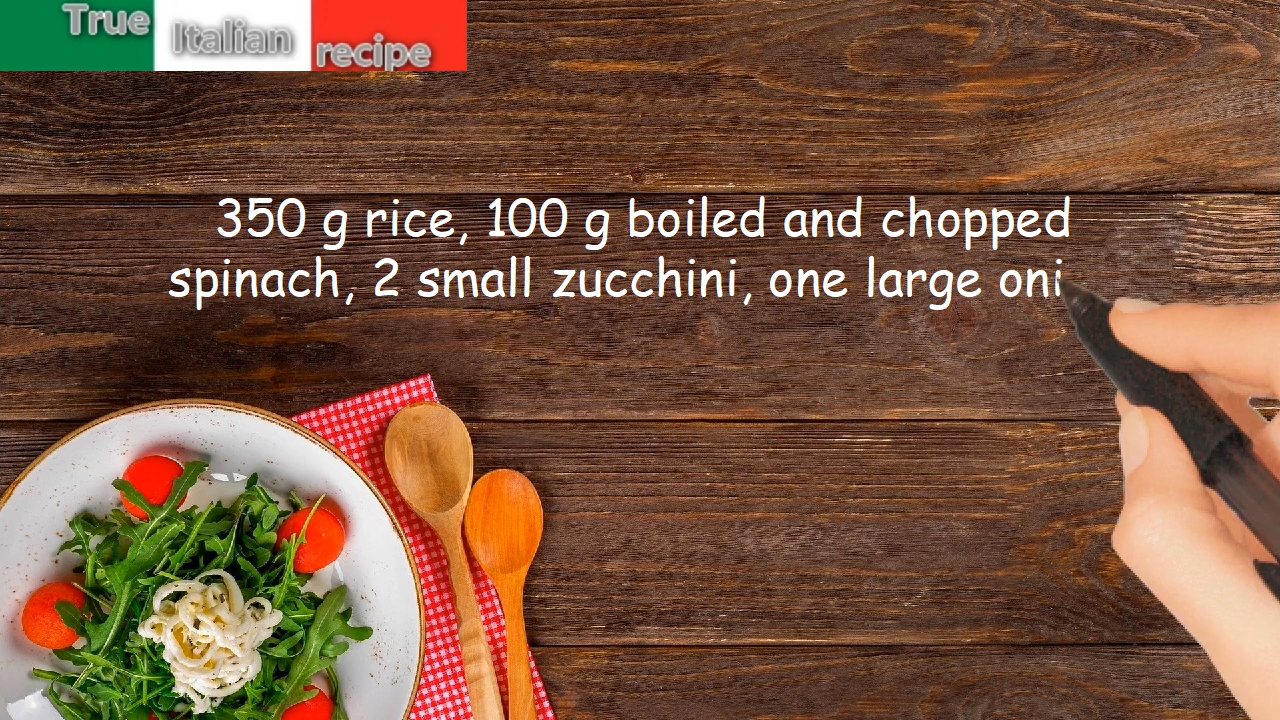 True Italian recipe
350 g rice, 100 g boiled and chopped
spinach, 2 small zucchini, one large oni